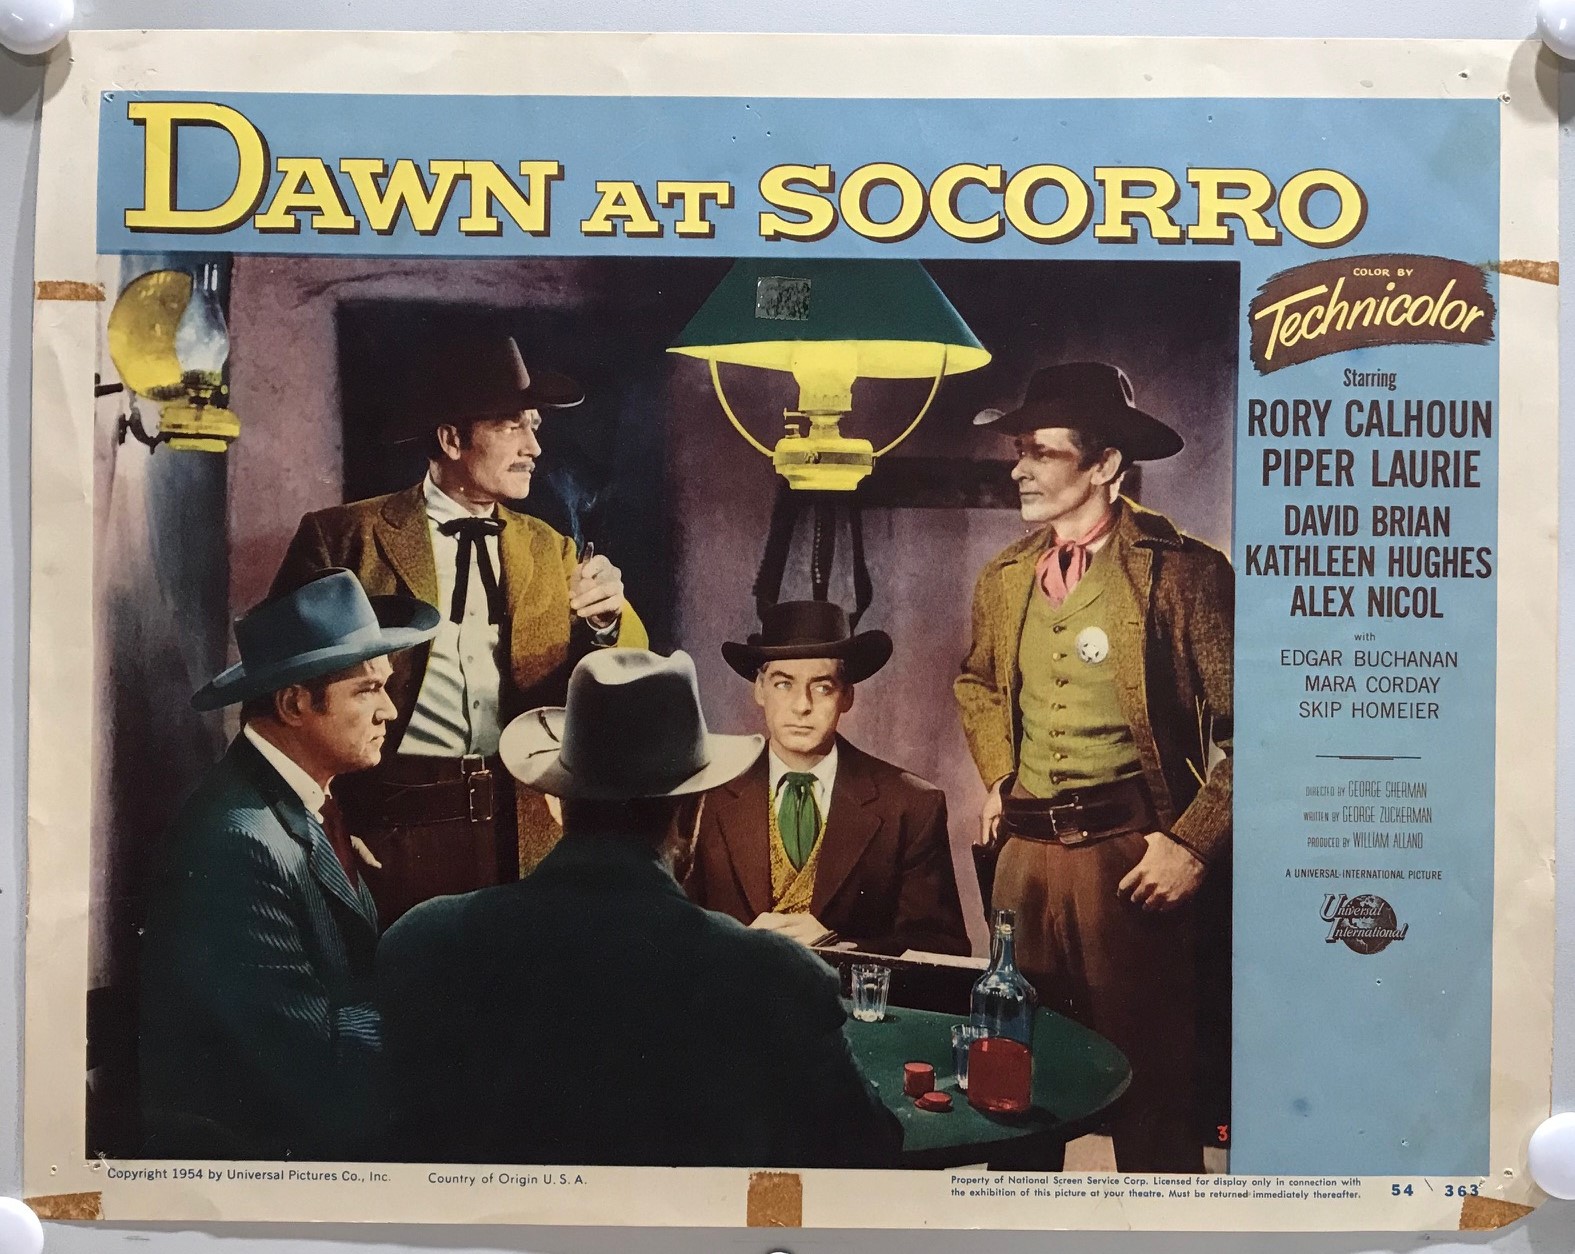 DAWN AT SOCORRO
COLOR BY
Technicolor
Starring
RORY CALHOUN
PIPER LAURIE
DAVID BRIAN
KATHLEEN HUGHES
ALEX NICOL
with
EDGAR BUCHANAN
MARA CORDAY
SKIP HOMEIER
DIRECTED BY GEORGE SHERMAN
WRITTEN BY GEORGE ZUCKERMAN
PRODUCED BY WILLIAM ALLAND
A UNIVERSAL-INTERNATIONAL PICTURE
Universal
International
3
Copyright 1954 by Universal Pictures Co., Inc. Country of Origin U. S. A.
Property of National Screen Service Corp. Licensed for display only in connection with
the exhibition of this picture at your theatre. Must be returned immediately thereafter.
54 363